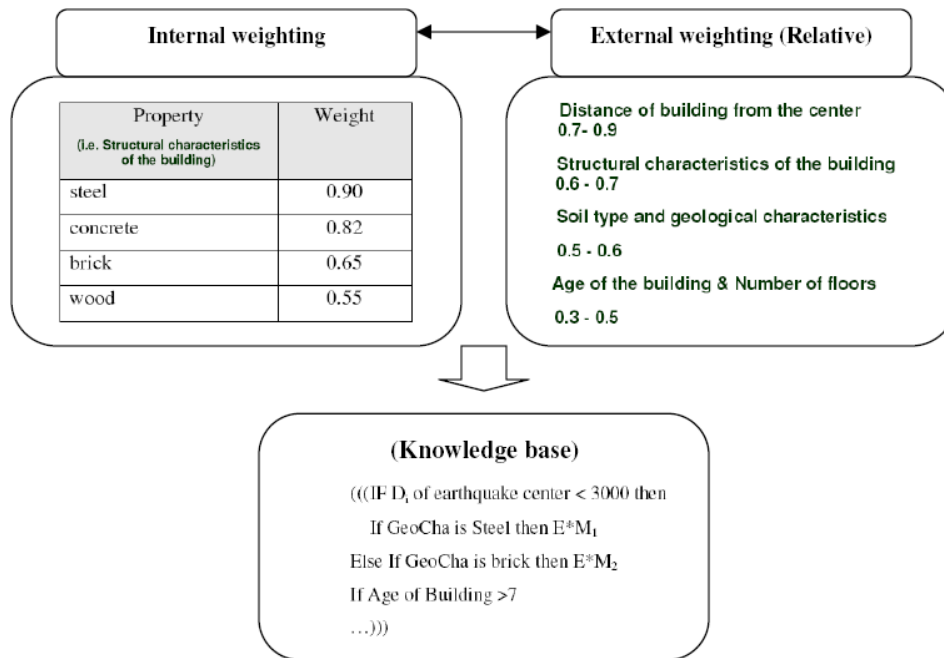 Internal weighting
External weighting (Relative)
Property Weight
(i.e. Structural characteristics
of the building)
steel 0.90
concrete 0.82
brick 0.65
wood 0.55
Distance of building from the center
0.7- 0.9
Structural characteristics of the building
0.6 - 0.7
Soil type and geological characteristics
0.5 - 0.6
Age of the building & Number of floors
0.3 - 0.5
(Knowledge base)
(((IF Di of earthquake center < 3000 then
If GeoCha is Steel then E*M1
Else If GeoCha is brick then E*M2
If Age of Building >7
…)))